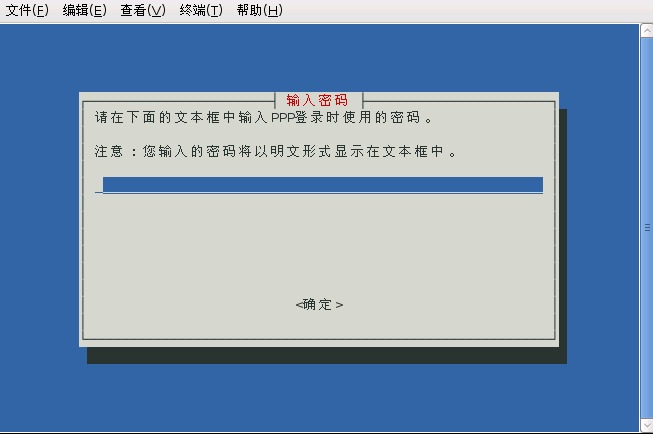 文件(F) 编辑(E) 查看(V) 终端(T) 帮助(H)
输入密码
请在下面的文本框中输入PPP登录时使用的密码。
注意：您输入的密码将以明文形式显示在文本框中。
<确定>